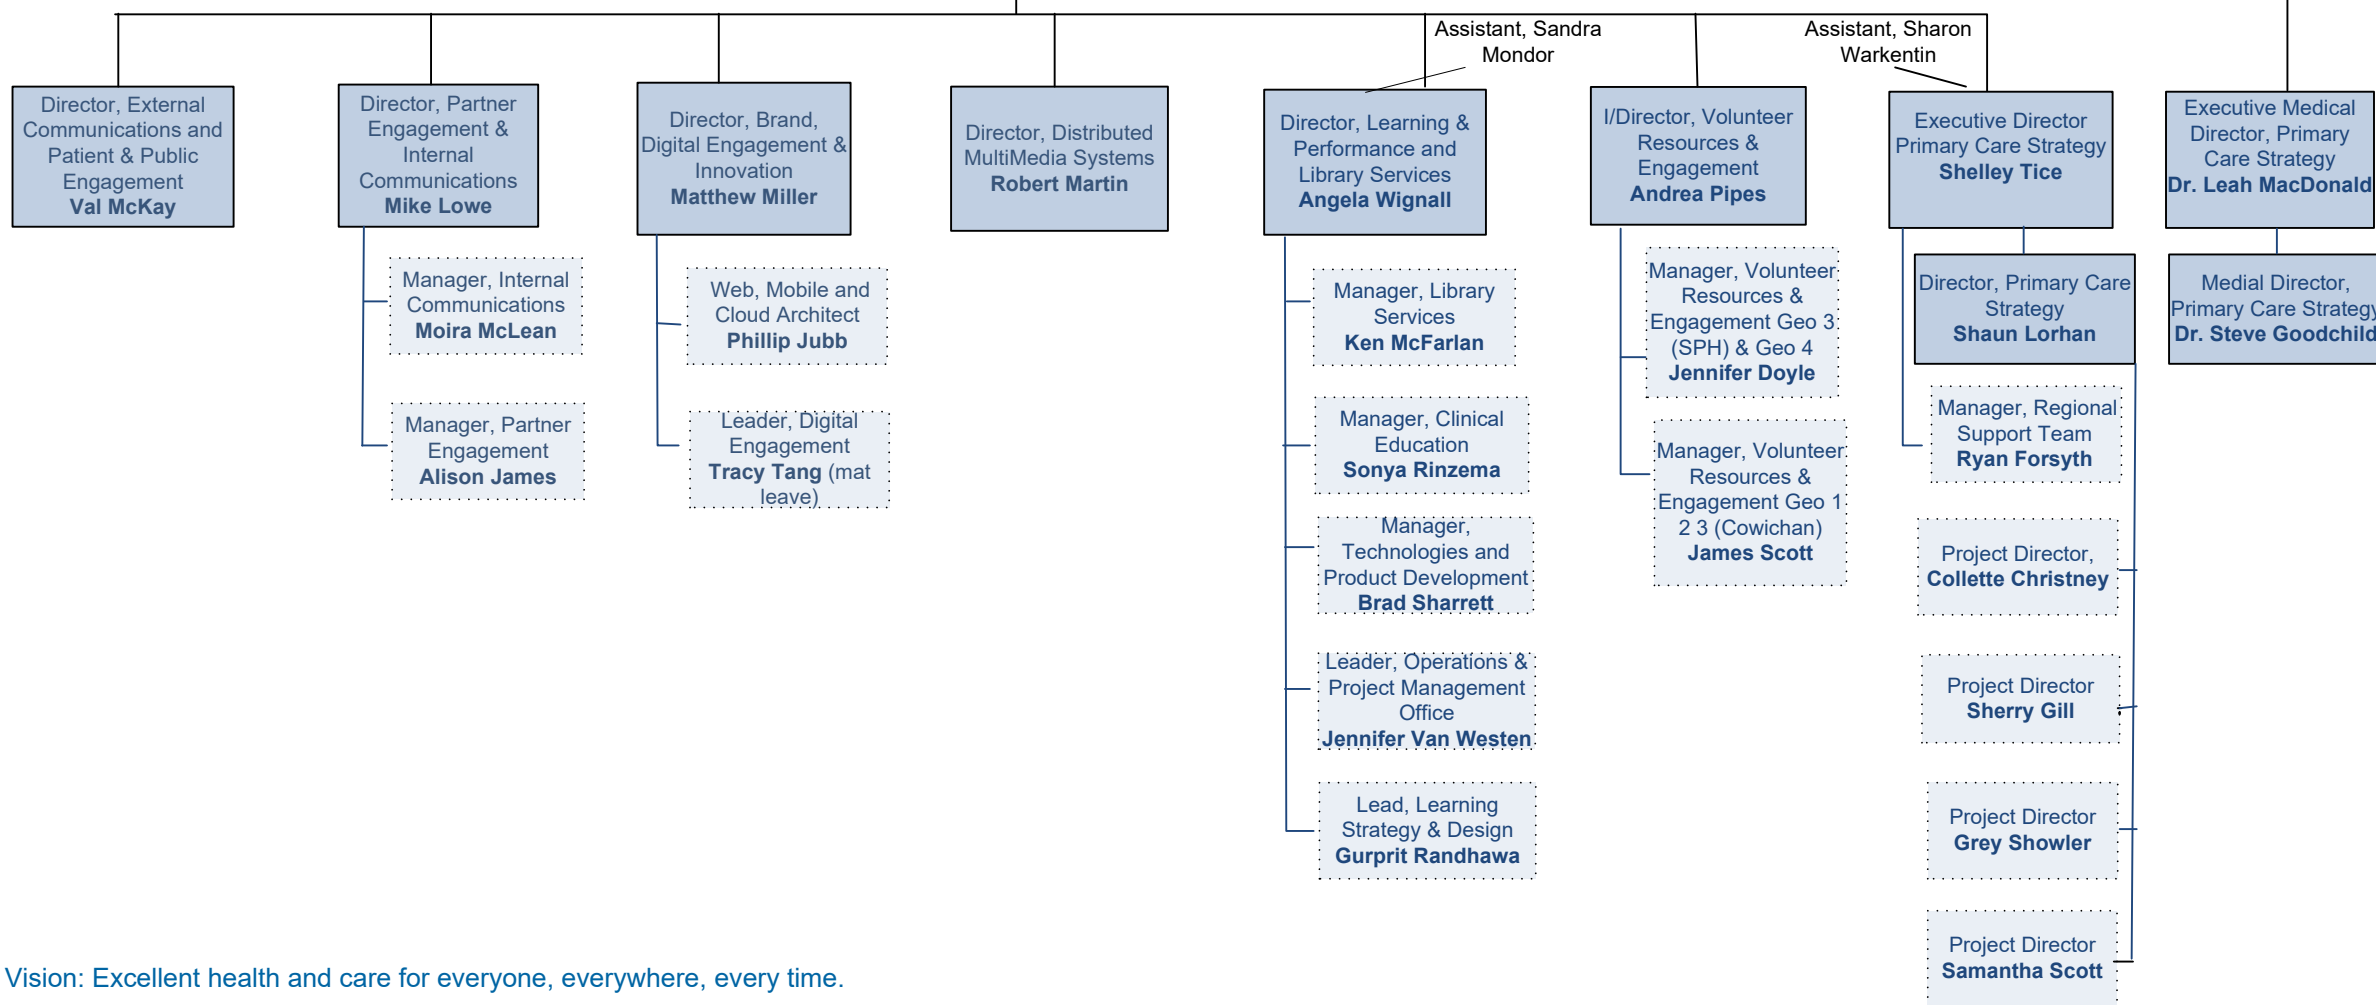 Assistant, Sandra
Mondor
Assistant, Sharon
Warkentin
Director, External
Communications and
Patient & Public
Engagement
Val McKay
Director, Partner
Engagement &
Internal
Communications
Mike Lowe
Director, Brand,
Digital Engagement &
Innovation
Matthew Miller
Director, Distributed
MultiMedia Systems
Robert Martin
Director, Learning &
Performance and
Library Services
Angela Wignall
I/Director, Volunteer
Resources &
Engagement
Andrea Pipes
Executive Director
Primary Care Strategy
Shelley Tice
Executive Medical
Director, Primary
Care Strategy
Dr. Leah MacDonald
Manager, Internal
Communications
Moira McLean
Manager, Partner
Engagement
Alison James
Web, Mobile and
Cloud Architect
Phillip Jubb
Leader, Digital
Engagement
Tracy Tang (mat
leave)
Manager, Library
Services
Ken McFarlan
Manager, Clinical
Education
Sonya Rinzema
Manager,
Technologies and
Product Development
Brad Sharrett
Leader, Operations &
Project Management
Office
Jennifer Van Westen
Lead, Learning
Strategy & Design
Gurprit Randhawa
Manager, Volunteer
Resources &
Engagement Geo 3
(SPH) & Geo 4
Jennifer Doyle
Manager, Volunteer
Resources &
Engagement Geo 1
2 3 (Cowichan)
James Scott
Director, Primary Care
Strategy
Shaun Lorhan
Manager, Regional
Support Team
Ryan Forsyth
Project Director,
Collette Christney
Project Director
Sherry Gill
Project Director
Grey Showler
Project Director
Samantha Scott
Medial Director,
Primary Care Strategy
Dr. Steve Goodchild
Vision: Excellent health and care for everyone, everywhere, every time.